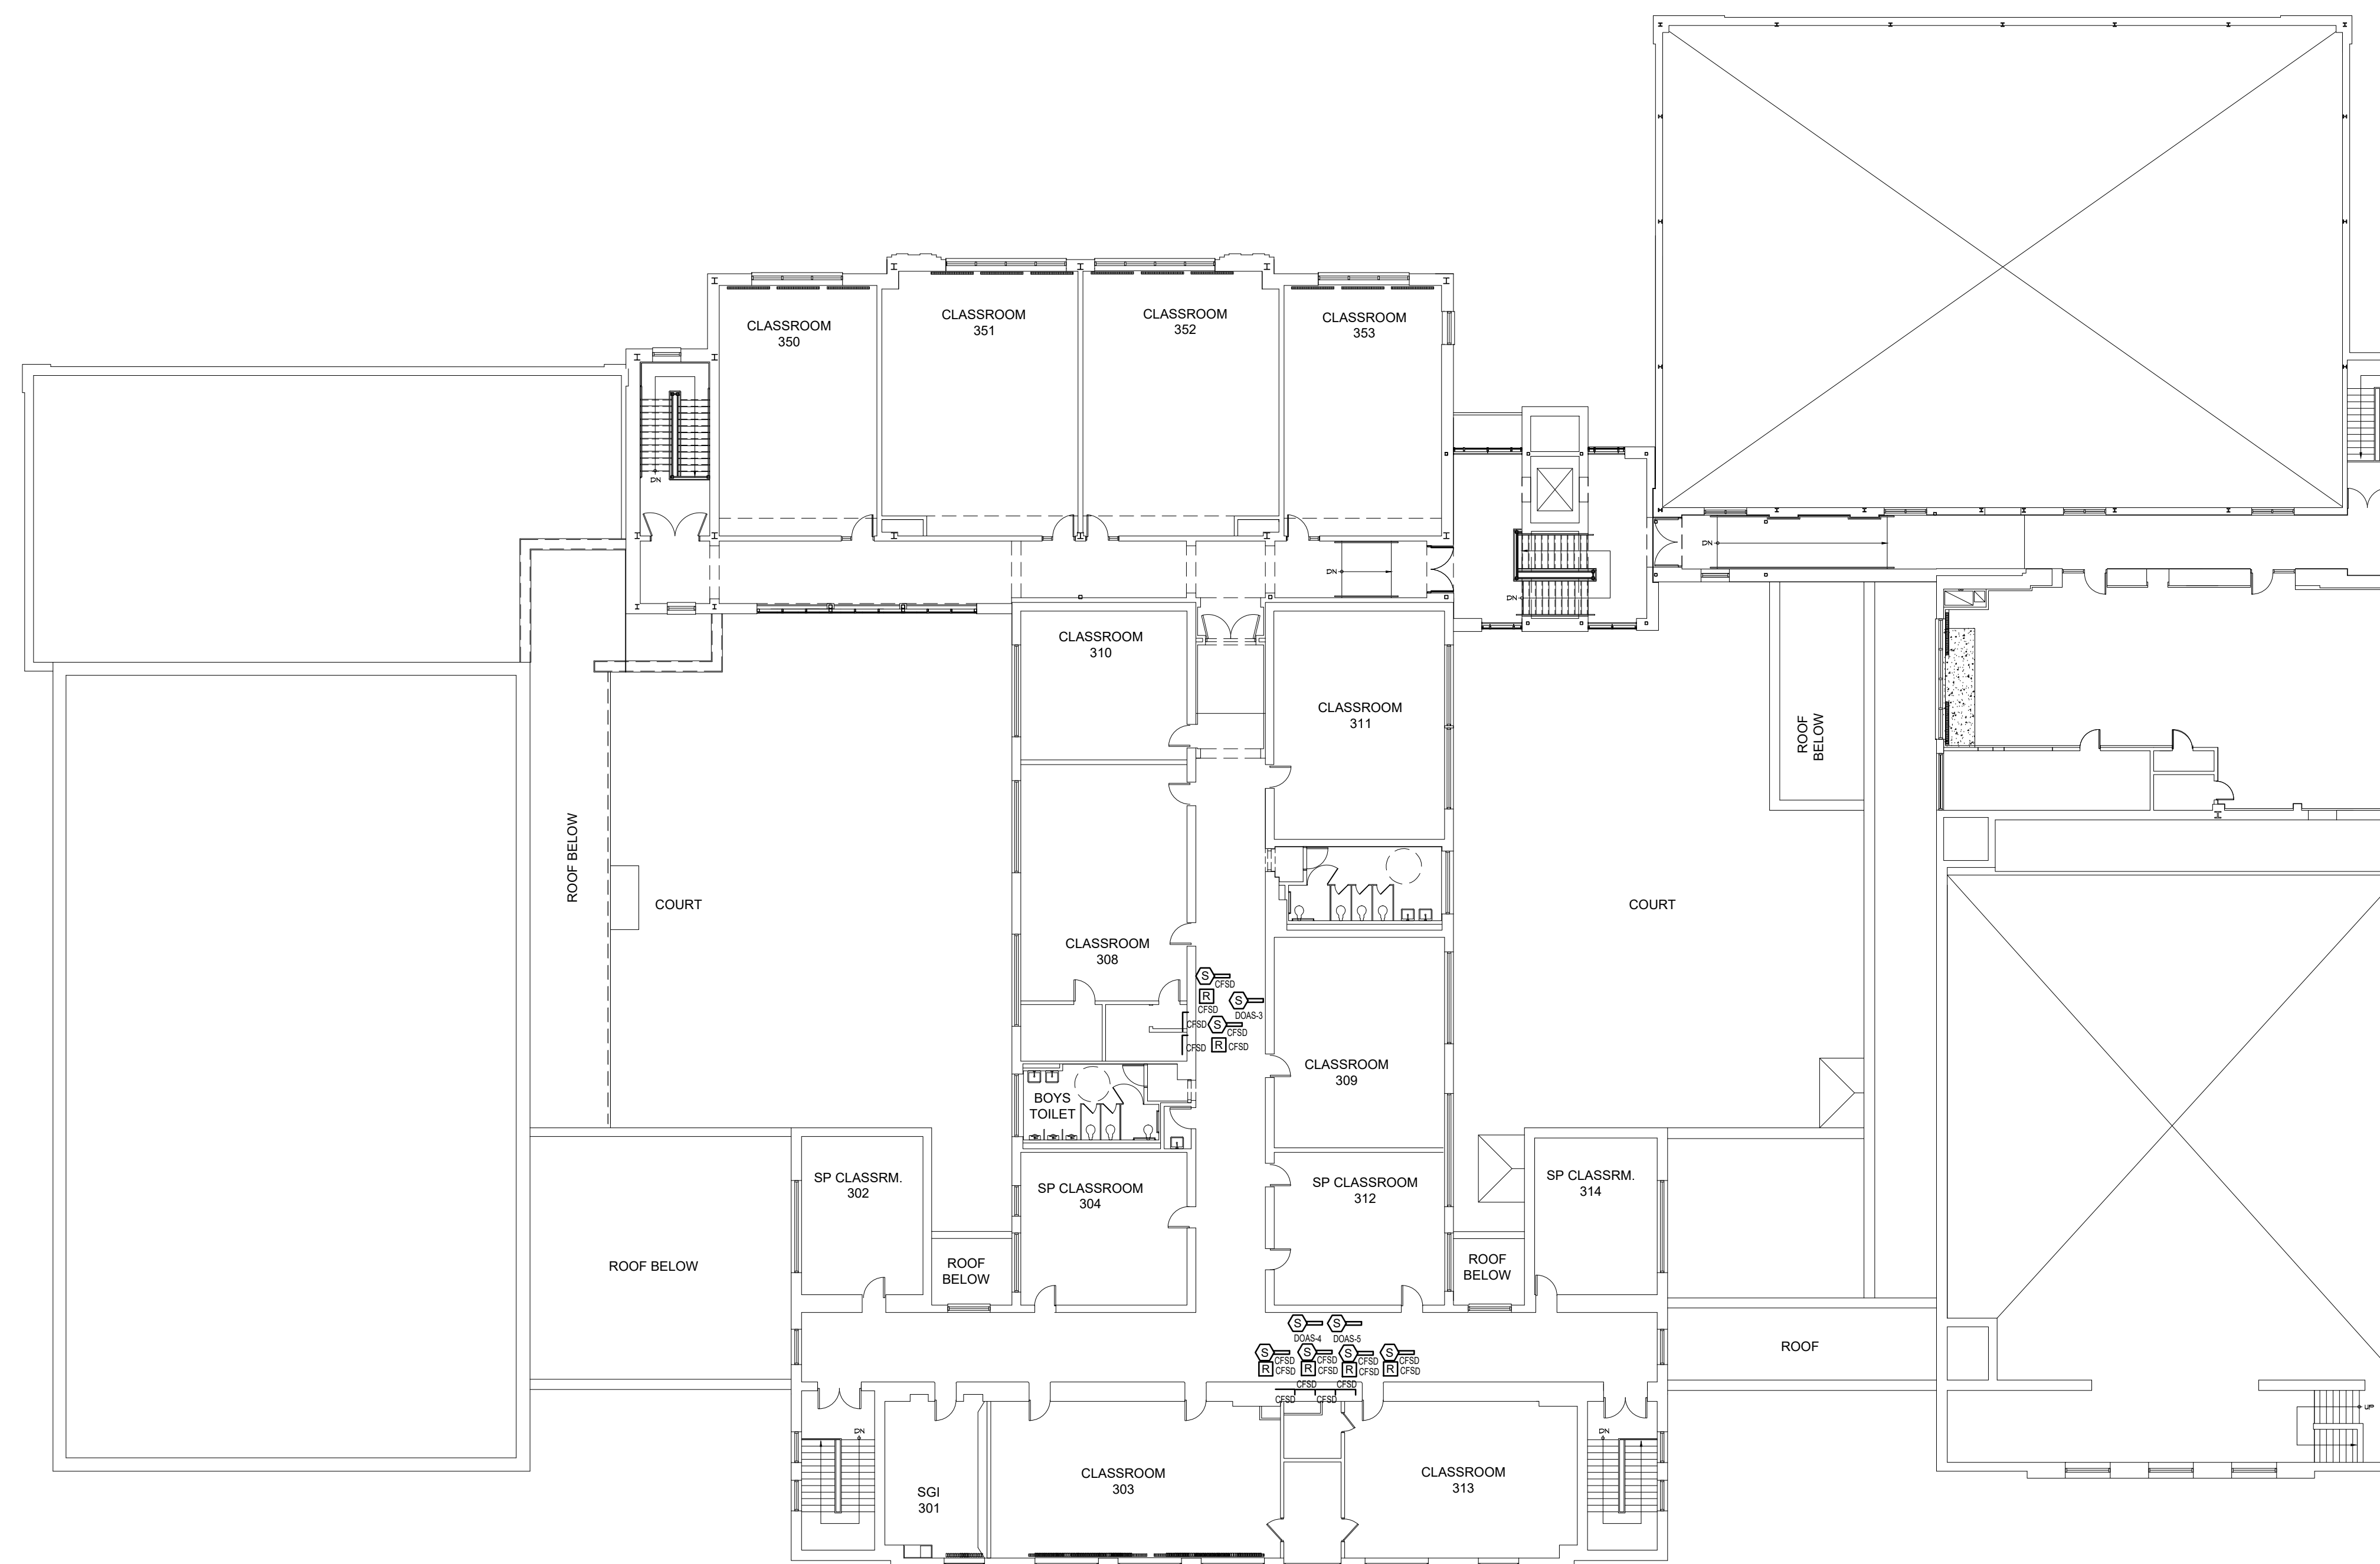 CLASSROOM
350
CLASSROOM
351
CLASSROOM
352
CLASSROOM
353
DN
DN
DN
DN
CLASSROOM
310
CLASSROOM
311
ROOF
BELOW
ROOF BELOW
COURT
COURT
CLASSROOM
308
S
CFSD
R
CFSD
S
DOAS-3
CFSD
S
CFSD
CFSD
R
CFSD
CLASSROOM
309
BOYS
TOILET
SP CLASSRM.
302
SP CLASSROOM
304
SP CLASSROOM
312
SP CLASSRM.
314
ROOF BELOW
ROOF
BELOW
ROOF
BELOW
ROOF
S
DOAS-4
S
DOAS-5
S
CFSD
R
CFSD
S
CFSD
R
CFSD
S
CFSD
R
CFSD
S
CFSD
R
CFSD
CFSD
CFSD
CFSD
CFSD
DN
DN
UP
SGI
301
CLASSROOM
303
CLASSROOM
313